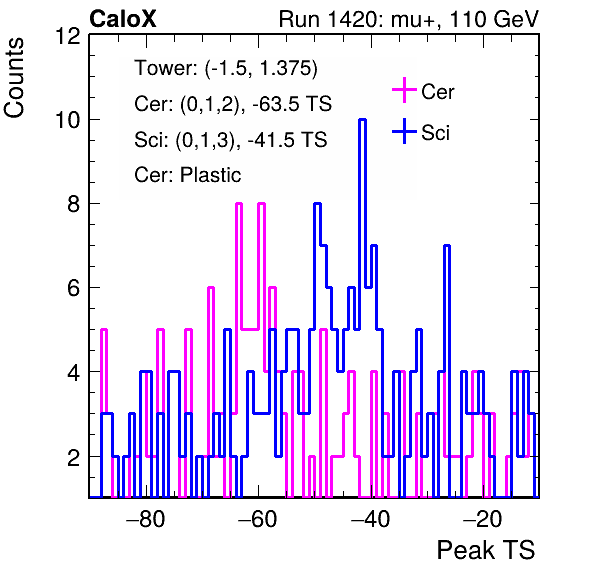 CaloX Run 1420: mu+, 110 GeV
Counts
12
10
8
6
4
2
Tower: (-1.5, 1.375)
Cer: (0,1,2), -63.5 TS
Sci: (0,1,3), -41.5 TS
Cer: Plastic
Cer
Sci
−80 −60 −40 −20
Peak TS